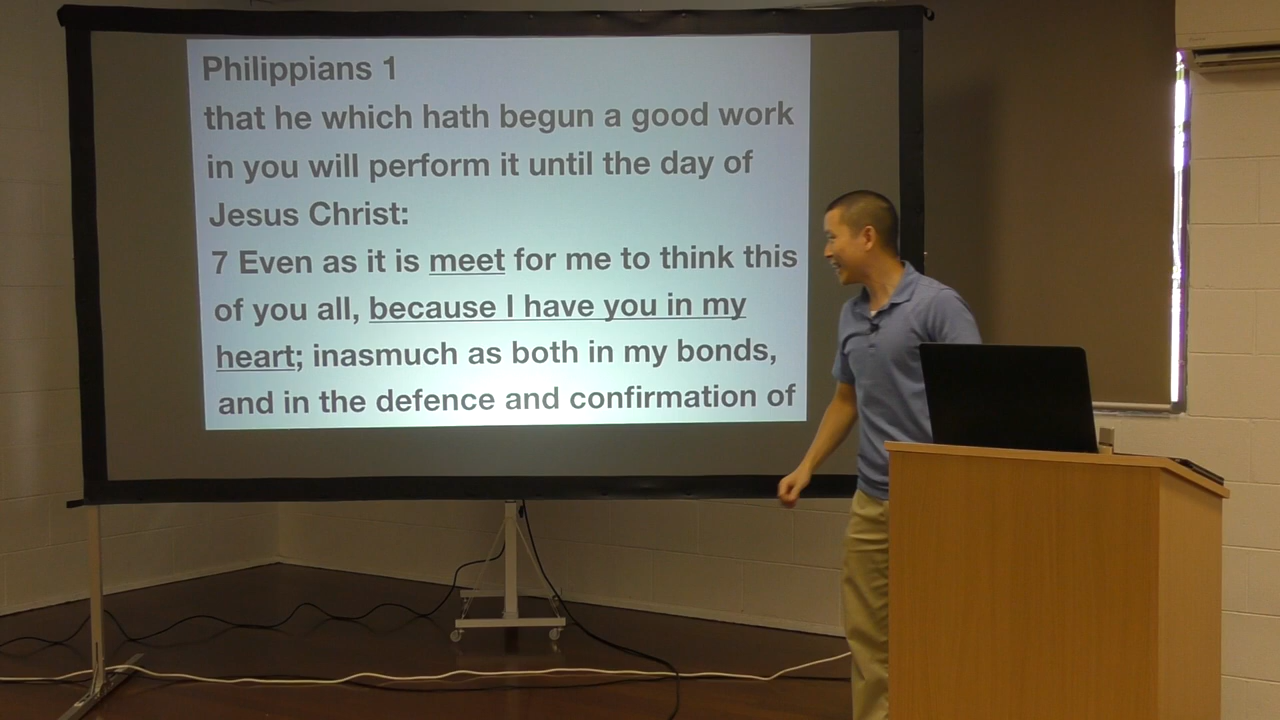 Philippians 1
that he which hath begun a good work
in you will perform it until the day of
Jesus Christ:
7 Even as it is meet for me to think this
of you all, because I have you in my
heart; inasmuch as both in my bonds,
and in the defence and confirmation of